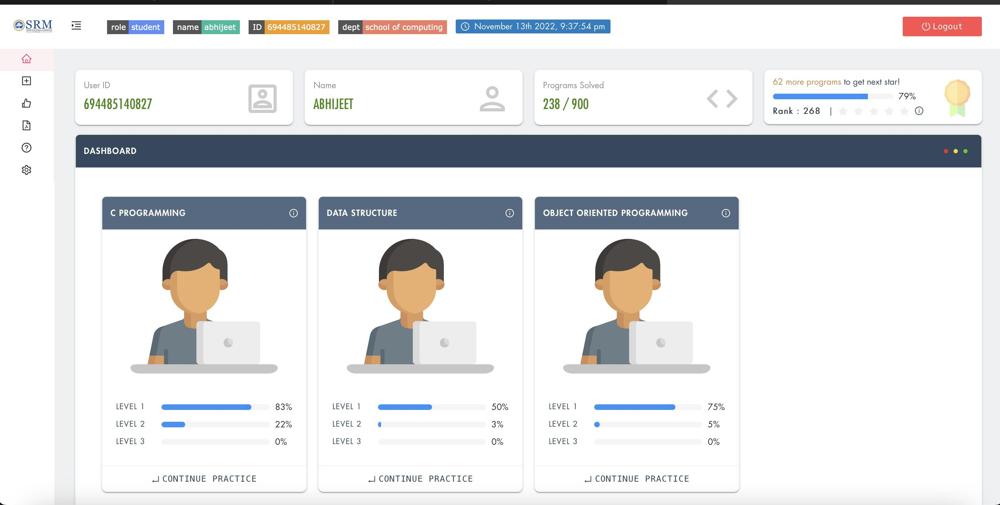 SRM
role student
name abhijeet
ID 694485140827
dept school of computing
November 13th 2022, 9:37:54 pm
Logout
User ID
694485140827
Name
ABHIJEET
Programs Solved
238 / 900
62 more programs to get next star!
79%
Rank : 268 |
DASHBOARD
C PROGRAMMING
LEVEL 1 83%
LEVEL 2 22%
LEVEL 3 0%
CONTINUE PRACTICE
DATA STRUCTURE
LEVEL 1 50%
LEVEL 2 3%
LEVEL 3 0%
CONTINUE PRACTICE
OBJECT ORIENTED PROGRAMMING
LEVEL 1 75%
LEVEL 2 5%
LEVEL 3 0%
CONTINUE PRACTICE